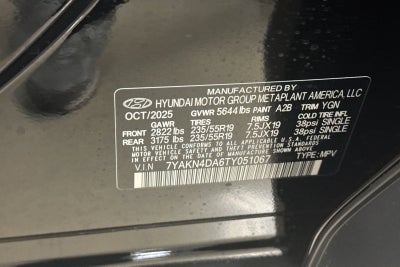 MANUFACTURED BY
HYUNDAI MOTOR GROUP METAPLANT AMERICA, LLC
OCT/2025 GVWR 5644 lbs PAINT A2B TRIM YGN
GAWR TIRES RIMS COLD TIRE INFL
FRONT 2822 lbs 235/55R19 7.5JX19 38psi SINGLE
REAR 3175 lbs 235/55R19 7.5JX19 38psi SINGLE
THIS VEHICLE CONFORMS TO ALL APPLICABLE
U.S. FEDERAL MOTOR VEHICLE SAFETY
STANDARDS IN EFFECT ON THE DATE OF
MANUFACTURE SHOWN ABOVE.
VIN 7YAKN4DA6TY051067 TYPE: MPV